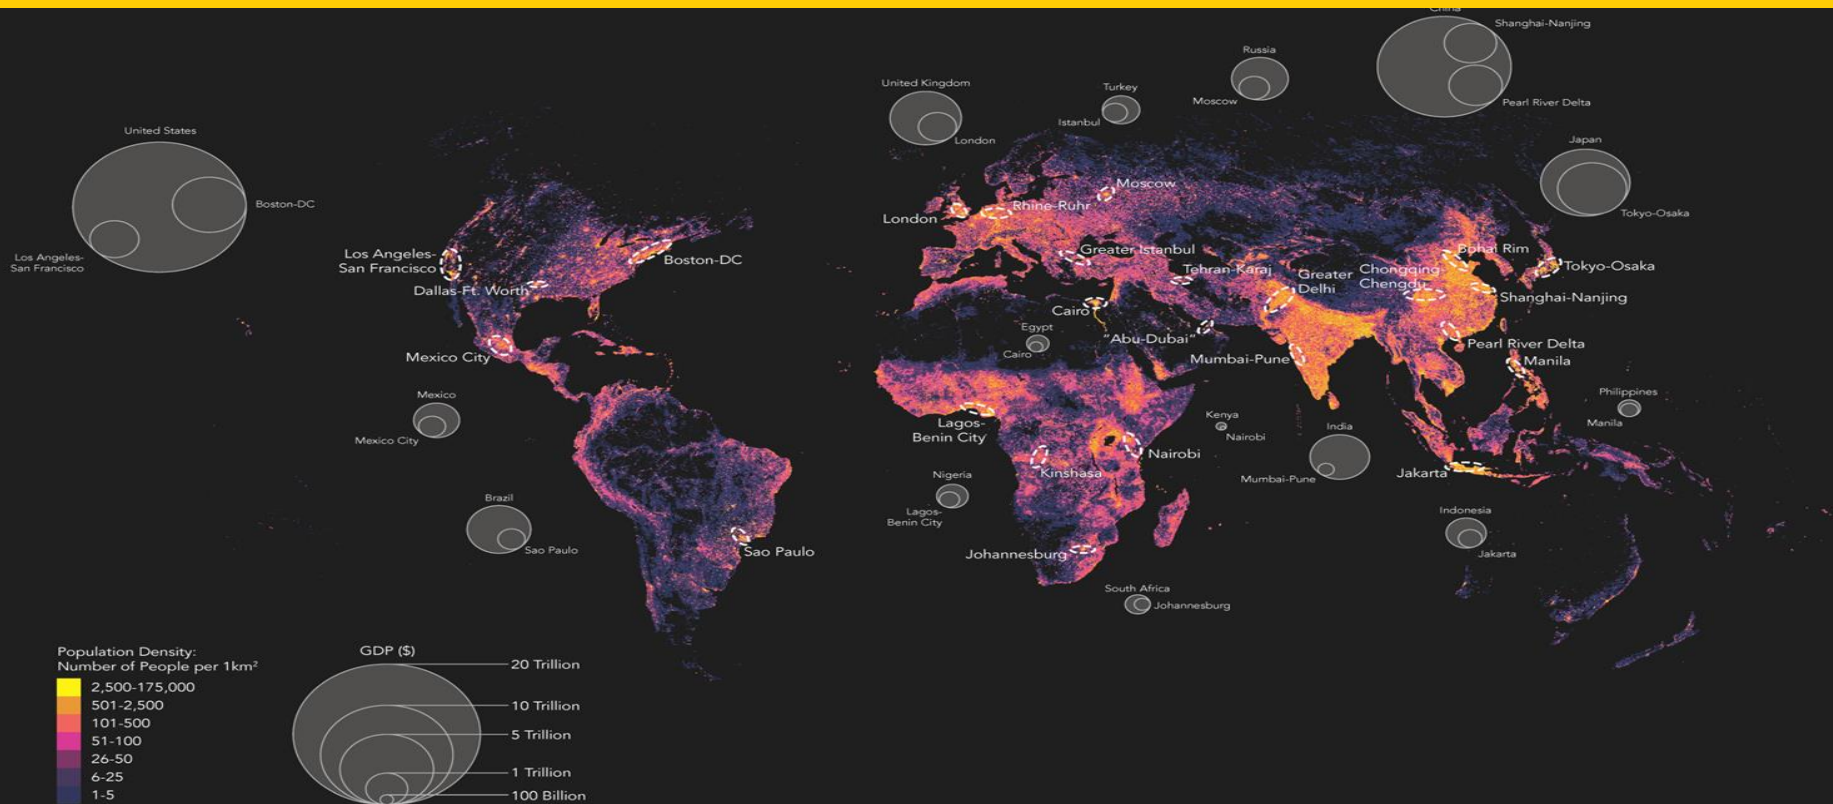 China
Shanghai-Nanjing
Pearl River Delta
Russia
Moscow
United Kingdom
London
Turkey
Istanbul
United States
Boston-DC
Los Angeles-
San Francisco
Japan
Tokyo-Osaka
Moscow
Rhine-Ruhr
London
Los Angeles-
San Francisco
Boston-DC
Dallas-Ft. Worth
Greater Istanbul
Tehran-Karaj
Greater
Delhi
Chongqing-
Chengdu
Bohai Rim
Tokyo-Osaka
Shanghai-Nanjing
Cairo
Egypt
Cairo
"Abu-Dubai"
Mumbai-Pune
Pearl River Delta
Manila
Mexico City
Mexico
Mexico City
Philippines
Manila
Lagos-
Benin City
Kenya
Nairobi
India
Mumbai-Pune
Nairobi
Kinshasa
Jakarta
Nigeria
Lagos-
Benin City
Brazil
Sao Paulo
Sao Paulo
Johannesburg
Indonesia
Jakarta
South Africa
Johannesburg
Population Density:
Number of People per 1km²
2,500-175,000
501-2,500
101-500
51-100
26-50
6-25
1-5
GDP ($)
20 Trillion
10 Trillion
5 Trillion
1 Trillion
100 Billion